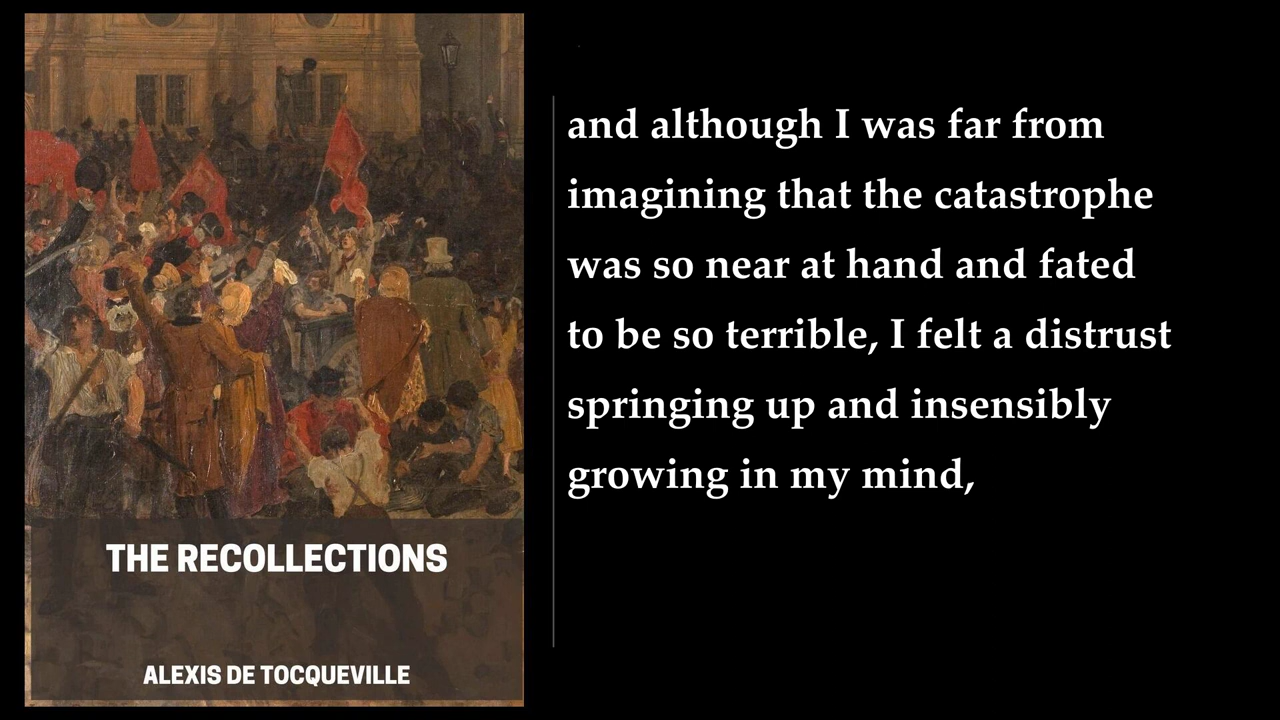 THE RECOLLECTIONS
ALEXIS DE TOCQUEVILLE
and although I was far from
imagining that the catastrophe
was so near at hand and fated
to be so terrible, I felt a distrust
springing up and insensibly
growing in my mind,